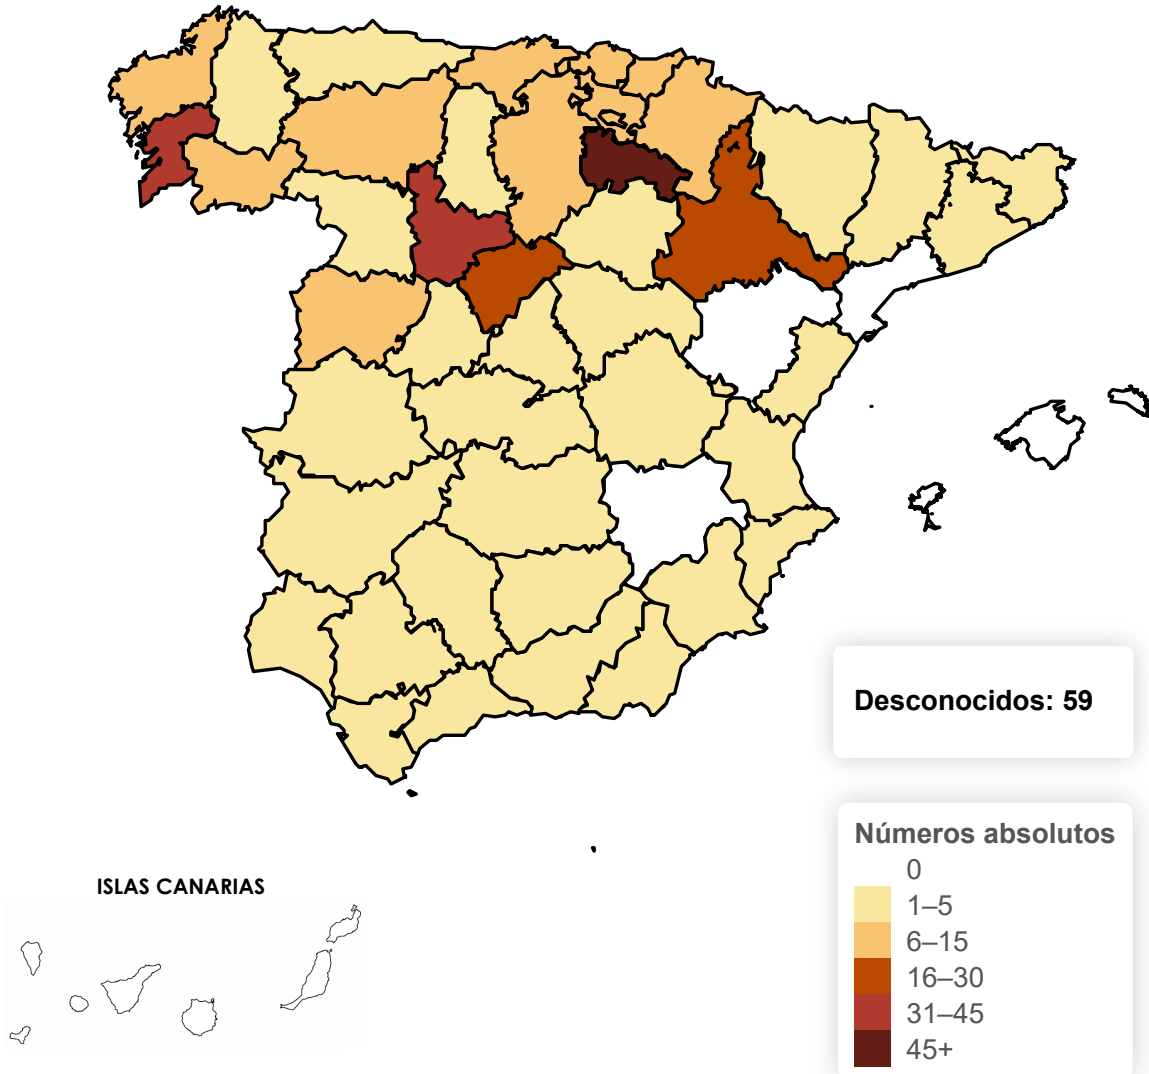 Desconocidos: 59
Números absolutos
0
1–5
6–15
16–30
31–45
45+
ISLAS CANARIAS